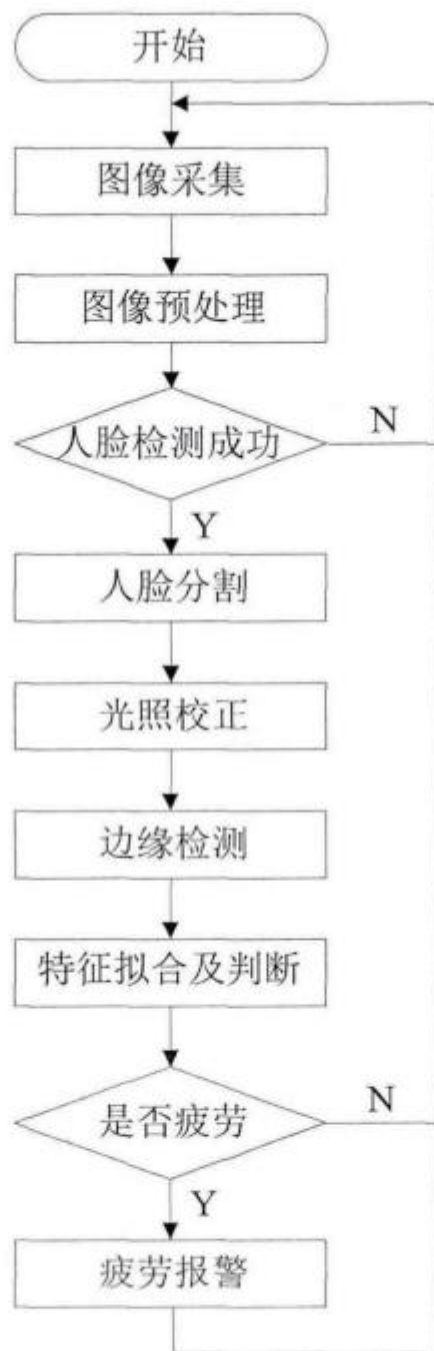 开始
图像采集
图像预处理
人脸检测成功
N
Y
人脸分割
光照校正
边缘检测
特征拟合及判断
是否疲劳
N
Y
疲劳报警